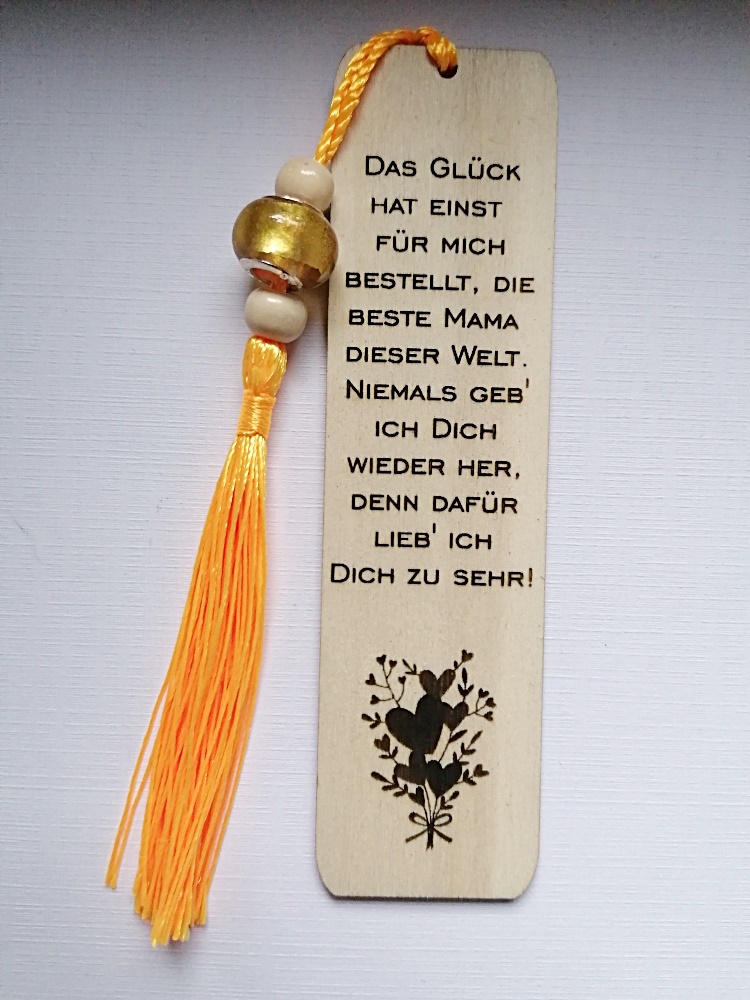 Das Glück
hat einst
für mich
bestellt, die
beste Mama
dieser Welt.
Niemals geb'
ich Dich
wieder her,
denn dafür
lieb' ich
Dich zu sehr!